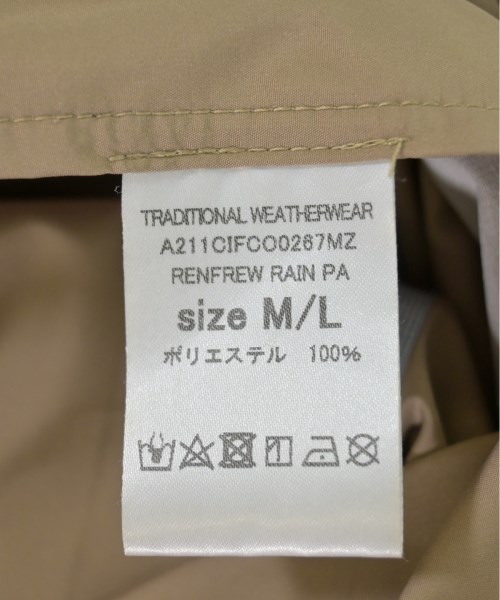 TRADITIONAL WEATHERWEAR
A211CIFCO0267MZ
RENFREW RAIN PA
size M/L
ポリエステル 100%